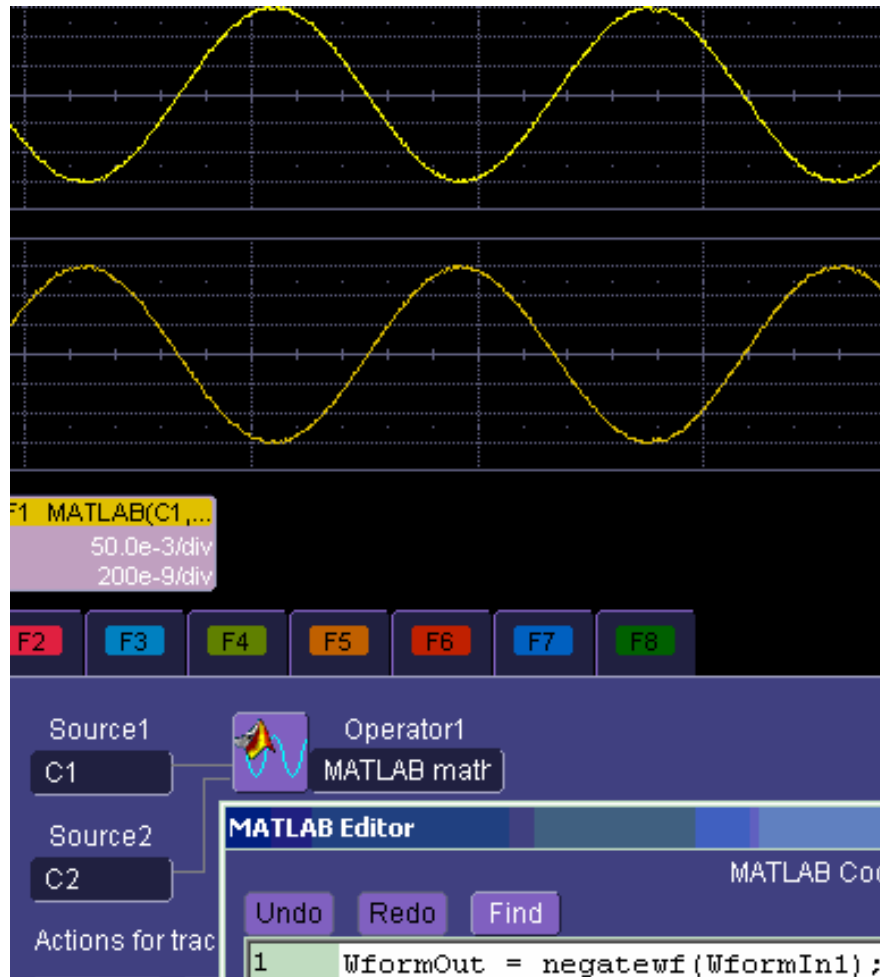 F1 MATLAB(C1,...
50.0e-3/div
200e-9/div
F2 F3 F4 F5 F6 F7 F8
Source1
Operator1
C1
MATLAB math
Source2
C2
MATLAB Editor
MATLAB Co
Undo Redo Find
Actions for trac
1 WformOut = negatewf(WformIn1);